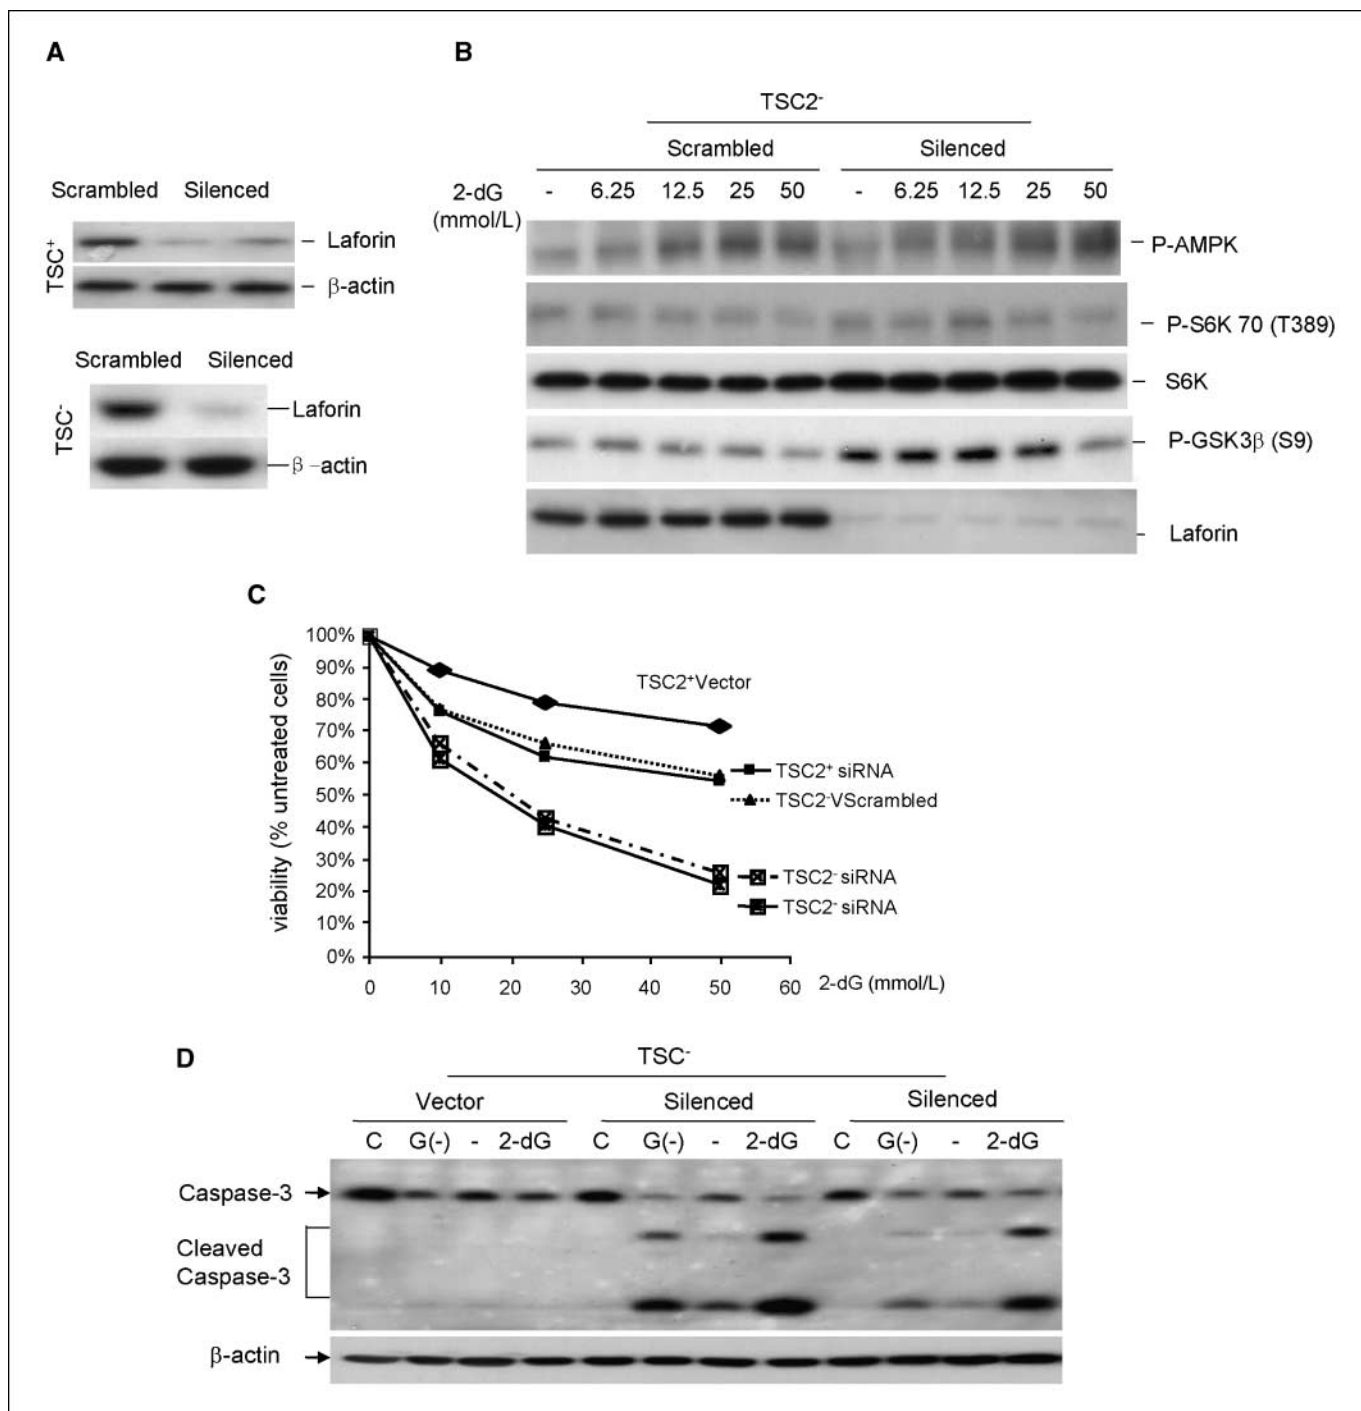 A
Scrambled Silenced
TSC+
Laforin
β-actin
Scrambled Silenced
TSC-
Laforin
β-actin
B
TSC2-
Scrambled Silenced
2-dG (mmol/L)
- 6.25 12.5 25 50 - 6.25 12.5 25 50
P-AMPK
P-S6K 70 (T389)
S6K
P-GSK3β (S9)
Laforin
C
viability (% untreated cells)
100%
90%
80%
70%
60%
50%
40%
30%
20%
10%
0%
0 10 20 30 40 50 60
2-dG (mmol/L)
TSC2+Vector
TSC2+ siRNA
TSC2-VScrambled
TSC2- siRNA
TSC2- siRNA
D
TSC-
Vector Silenced Silenced
C G(-) - 2-dG C G(-) - 2-dG C G(-) - 2-dG
Caspase-3
Cleaved
Caspase-3
β-actin